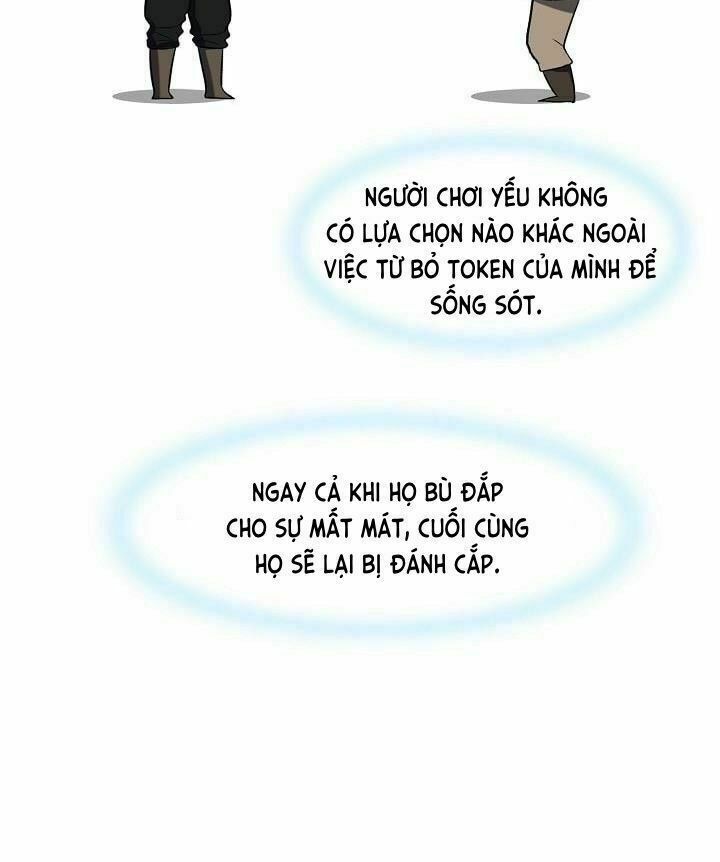 NGƯỜI CHƠI YẾU KHÔNG
CÓ LỰA CHỌN NÀO KHÁC NGOÀI
VIỆC TỪ BỎ TOKEN CỦA MÌNH ĐỂ
SỐNG SÓT.
NGAY CẢ KHI HỌ BÙ ĐẮP
CHO SỰ MẤT MÁT, CUỐI CÙNG
HỌ SẼ LẠI BỊ ĐÁNH CẮP.